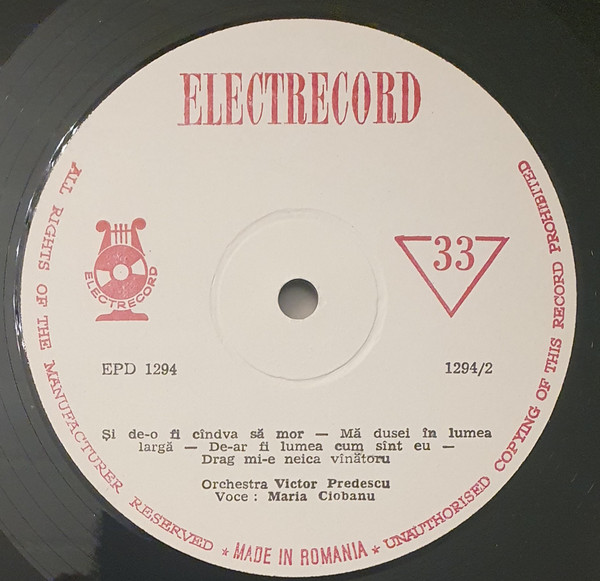 ELECTRECORD
ALL RIGHTS OF THE MANUFACTURER RESERVED * MADE IN ROMANIA * UNAUTHORISED COPYING OF THIS RECORD PROHIBITED
ELECTRECORD
33
EPD 1294
1294/2
Și de-o fi cîndva să mor — Mă dusei în lumea
largă — De-ar fi lumea cum sînt eu —
Drag mi-e neica vînătoru
Orchestra Victor Predescu
Voce : Maria Ciobanu